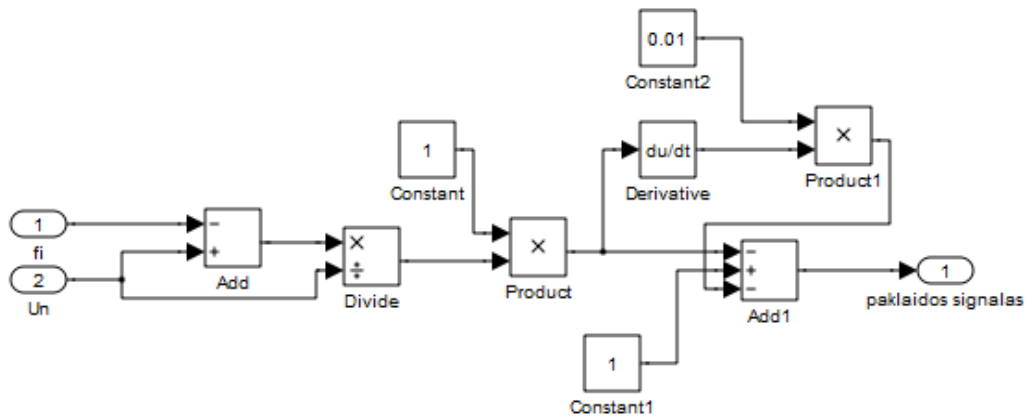 0.01
Constant2
1
Constant
du/dt
Derivative
×
Product1
1
fi
2
Un
−
+
Add
×
÷
Divide
×
Product
−
+
−
Add1
1
paklaidos signalas
1
Constant1